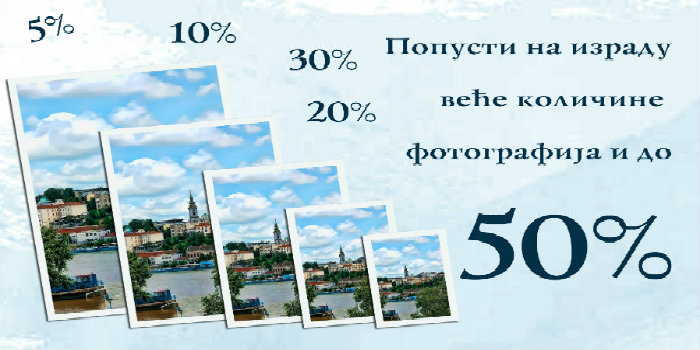 5%
10%
30%
20%
Попусти на израду
веће количине
фотографија и до
50%